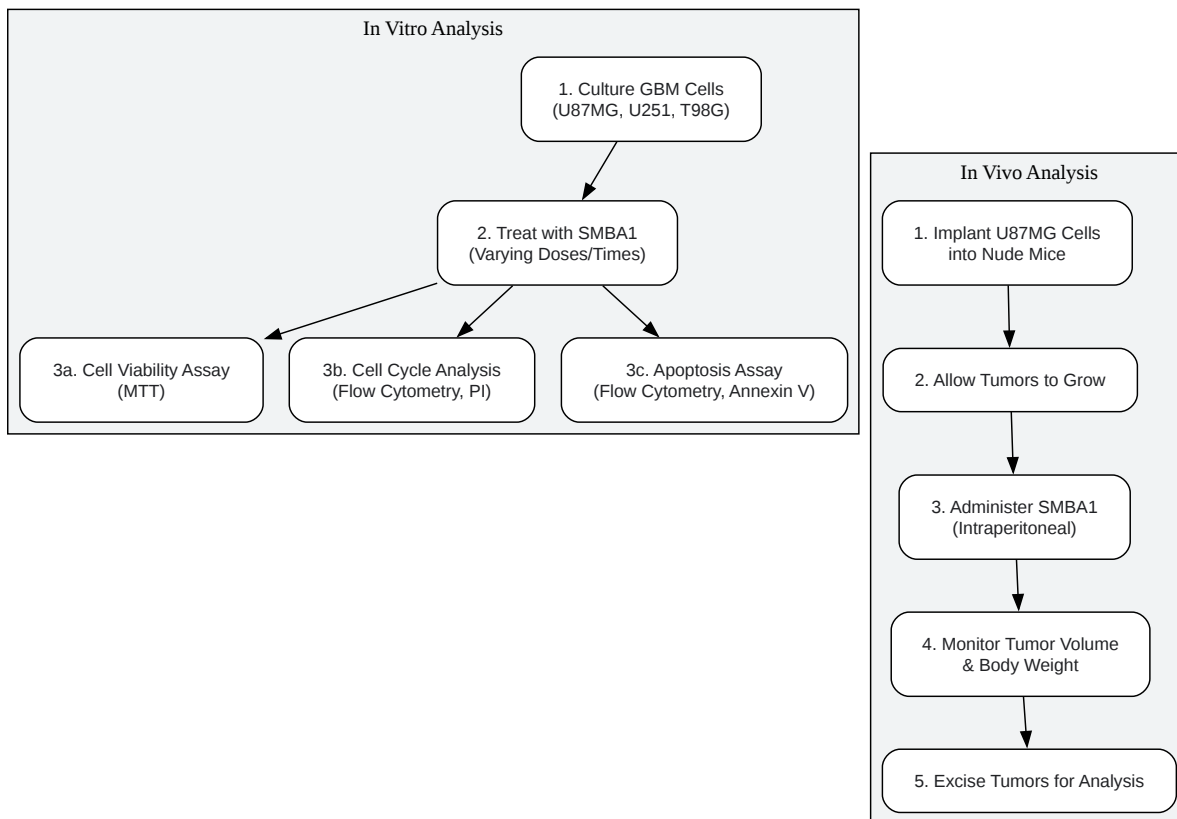 In Vitro Analysis
1. Culture GBM Cells
(U87MG, U251, T98G)
2. Treat with SMBA1
(Varying Doses/Times)
3a. Cell Viability Assay
(MTT)
3b. Cell Cycle Analysis
(Flow Cytometry, PI)
3c. Apoptosis Assay
(Flow Cytometry, Annexin V)
In Vivo Analysis
1. Implant U87MG Cells
into Nude Mice
2. Allow Tumors to Grow
3. Administer SMBA1
(Intraperitoneal)
4. Monitor Tumor Volume
& Body Weight
5. Excise Tumors for Analysis